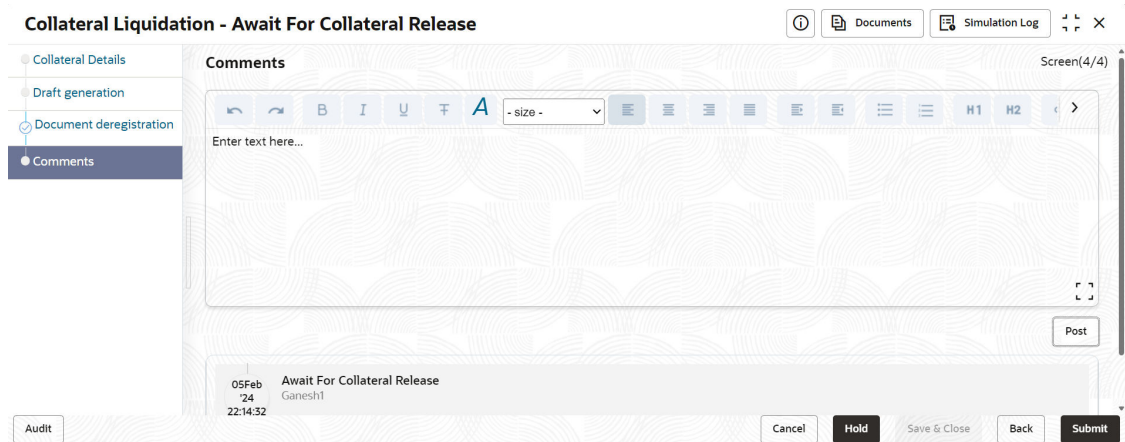 Collateral Liquidation - Await For Collateral Release
Documents
Simulation Log
Collateral Details
Draft generation
Document deregistration
Comments
Comments
Screen(4/4)
B I U T A - size - H1 H2
Enter text here...
Post
05Feb
'24
22:14:32
Await For Collateral Release
Ganesh1
Audit
Cancel
Hold
Save & Close
Back
Submit